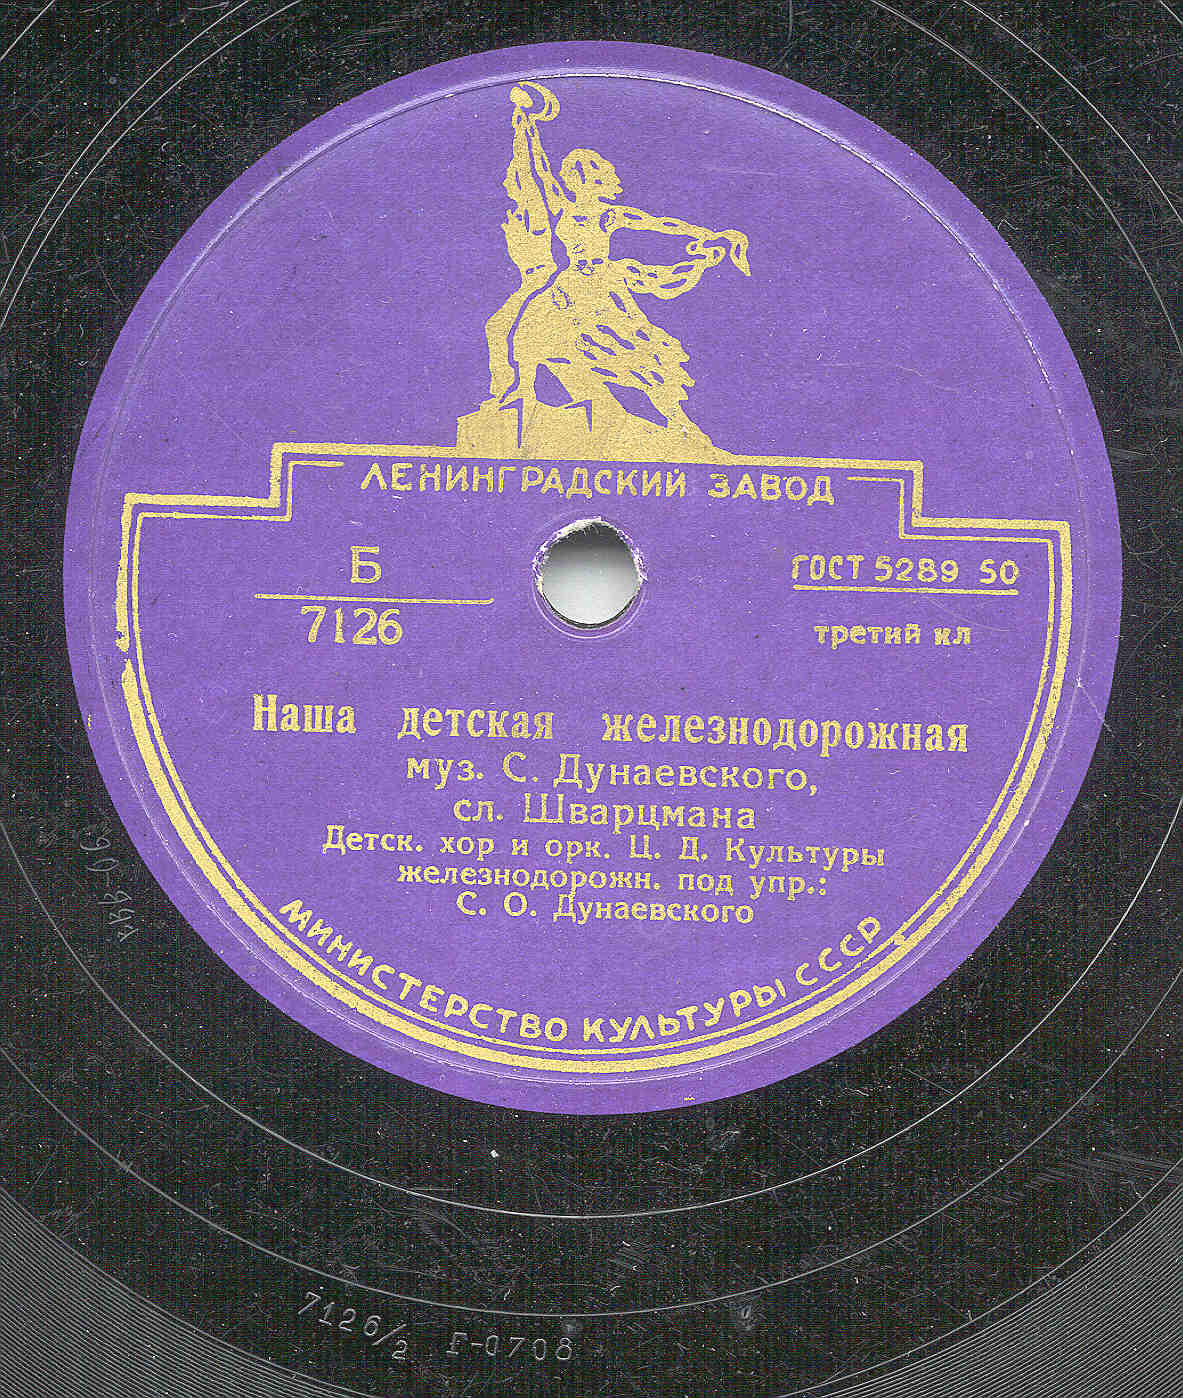 ЛЕНИНГРАДСКИЙ ЗАВОД
Б
7126
ГОСТ 5289 50
третий кл
Наша детская железнодорожная
муз. С. Дунаевского,
сл. Шварцмана
Детск. хор и орк. Ц. Д. Культуры
железнодорожн. под упр.:
С. О. Дунаевского
МИНИСТЕРСТВО КУЛЬТУРЫ СССР
7126/2 Г-0708